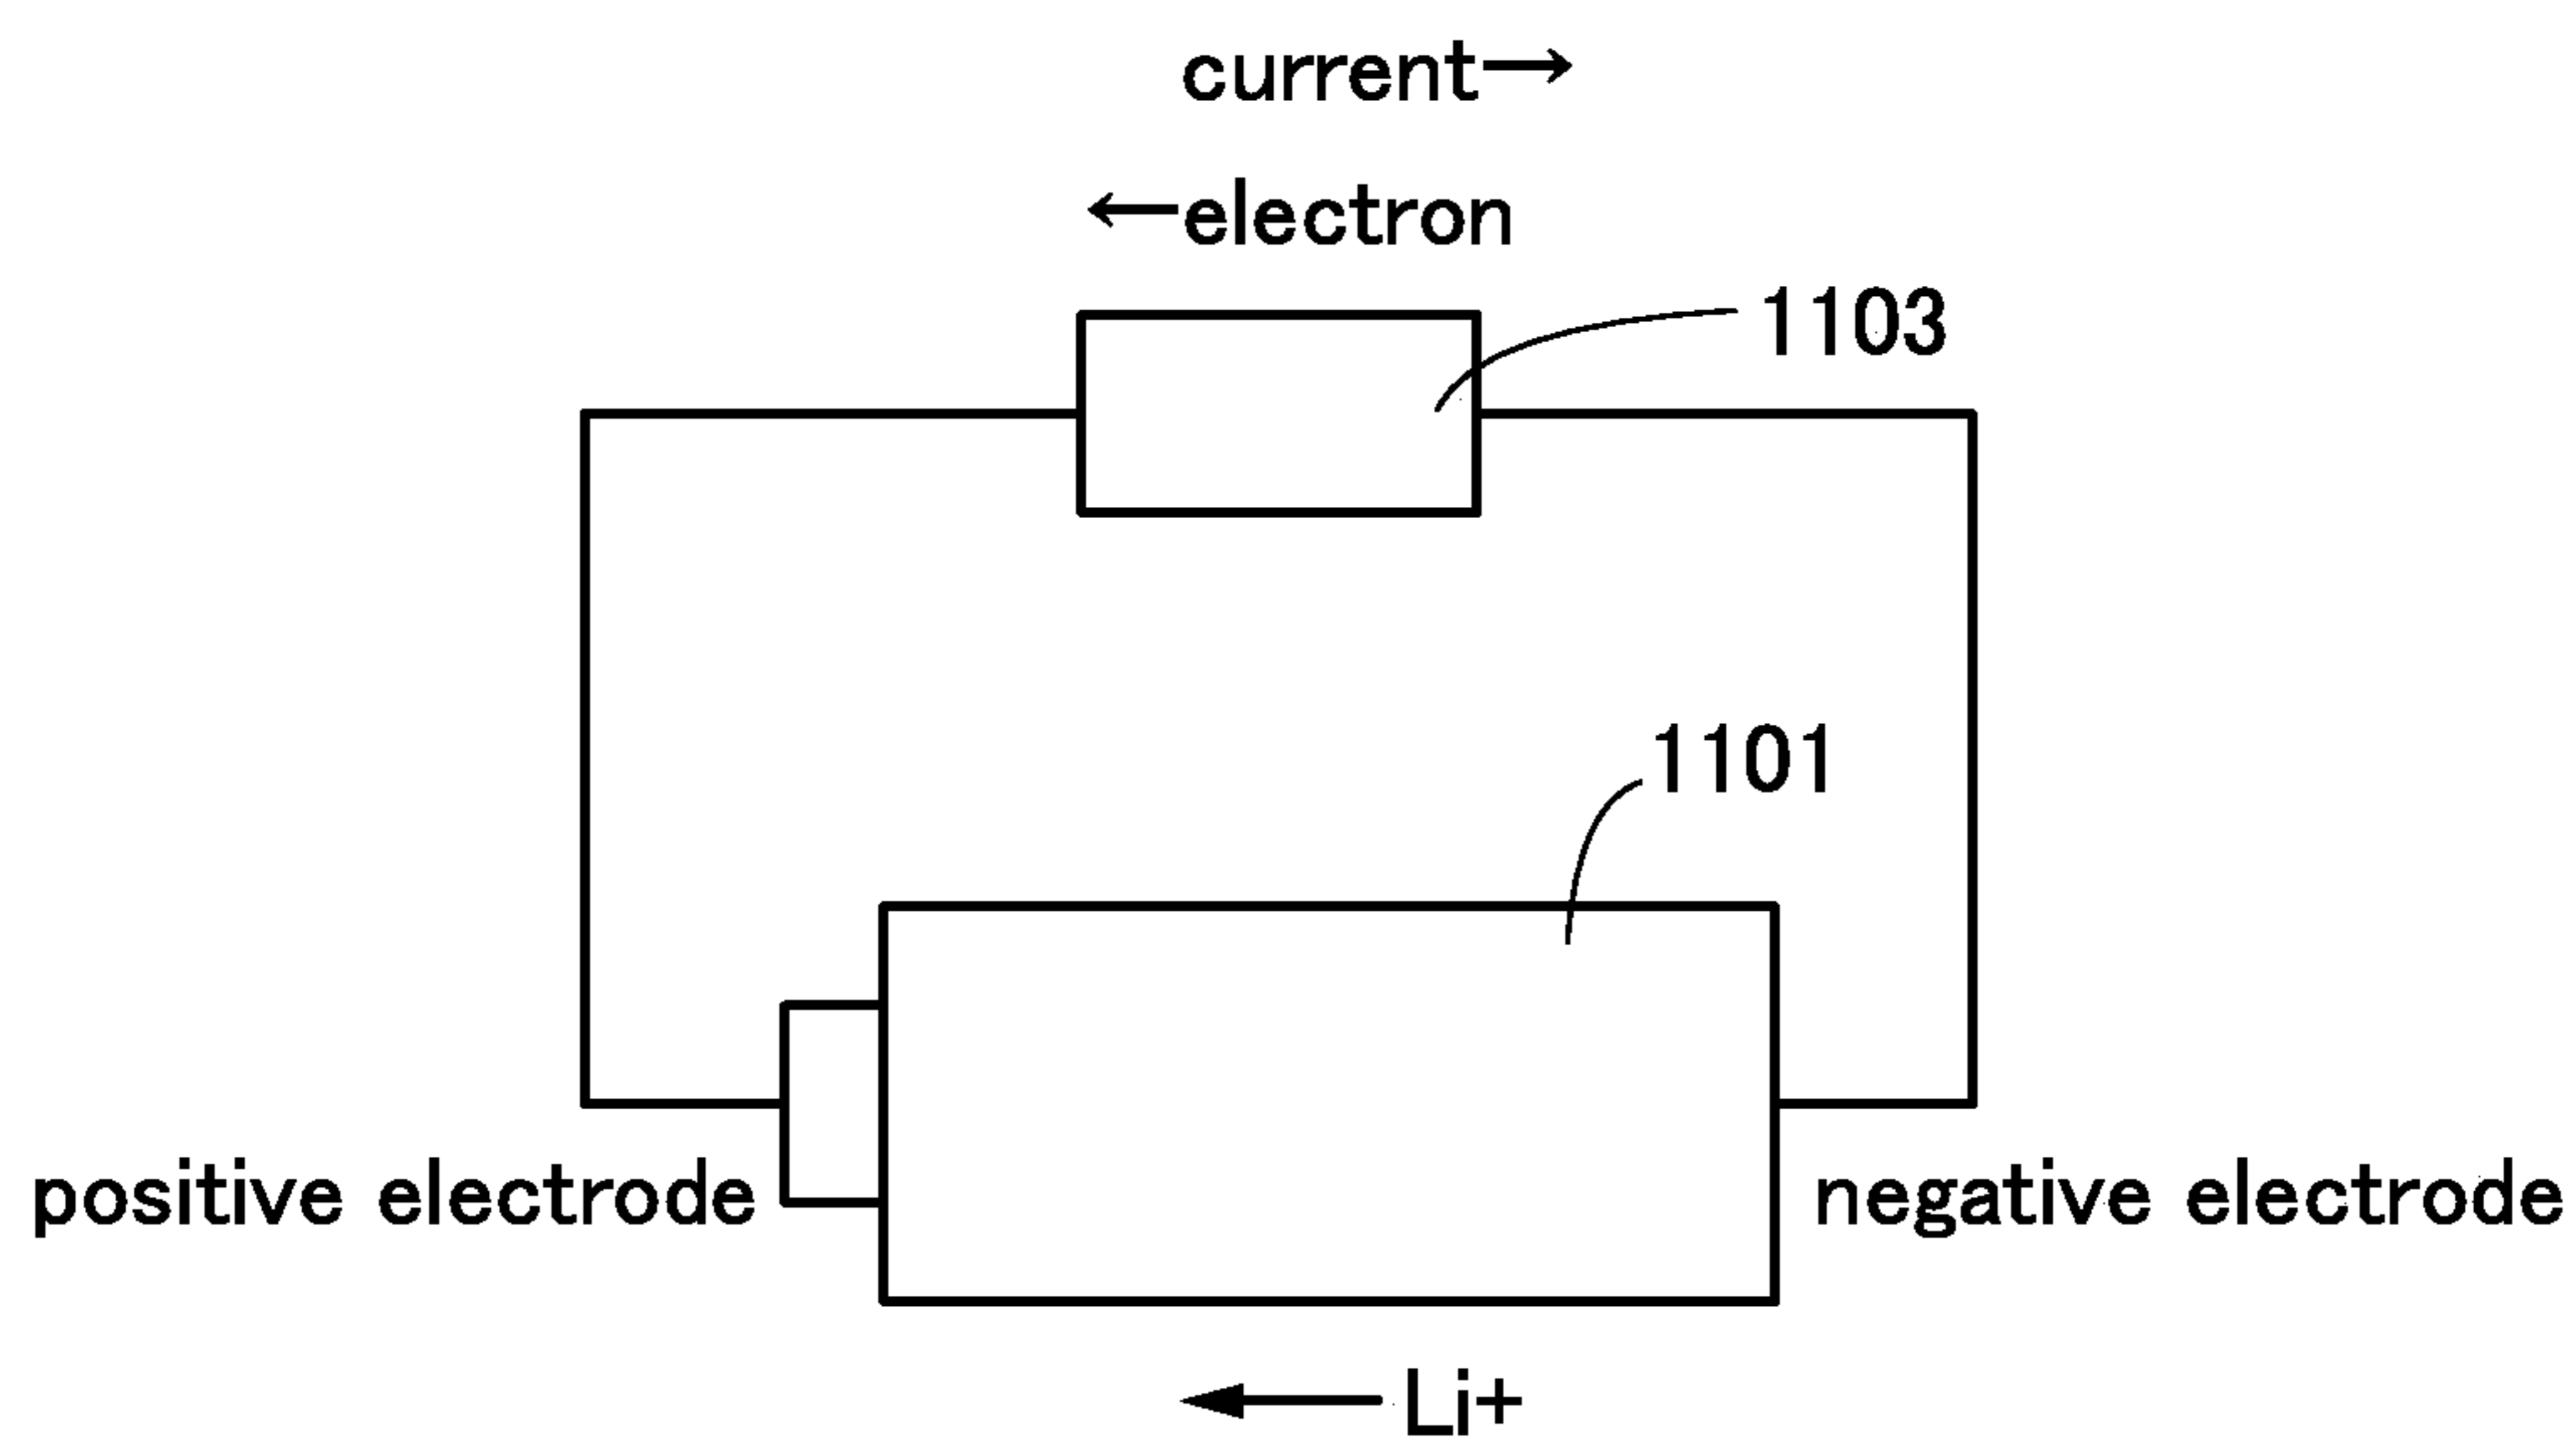 current→
←electron
1103
1101
positive electrode
negative electrode
←Li+